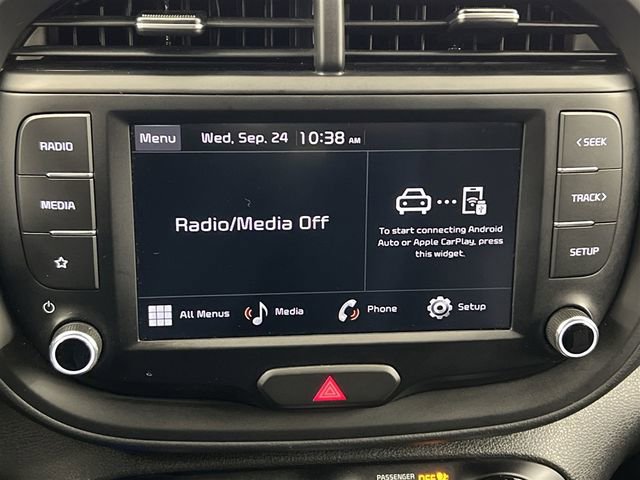 Menu Wed, Sep. 24 10:38 AM
RADIO
MEDIA
< SEEK
TRACK >
SETUP
Radio/Media Off
To start connecting Android
Auto or Apple CarPlay, press
this widget.
All Menus Media Phone Setup
PASSENGER OFF